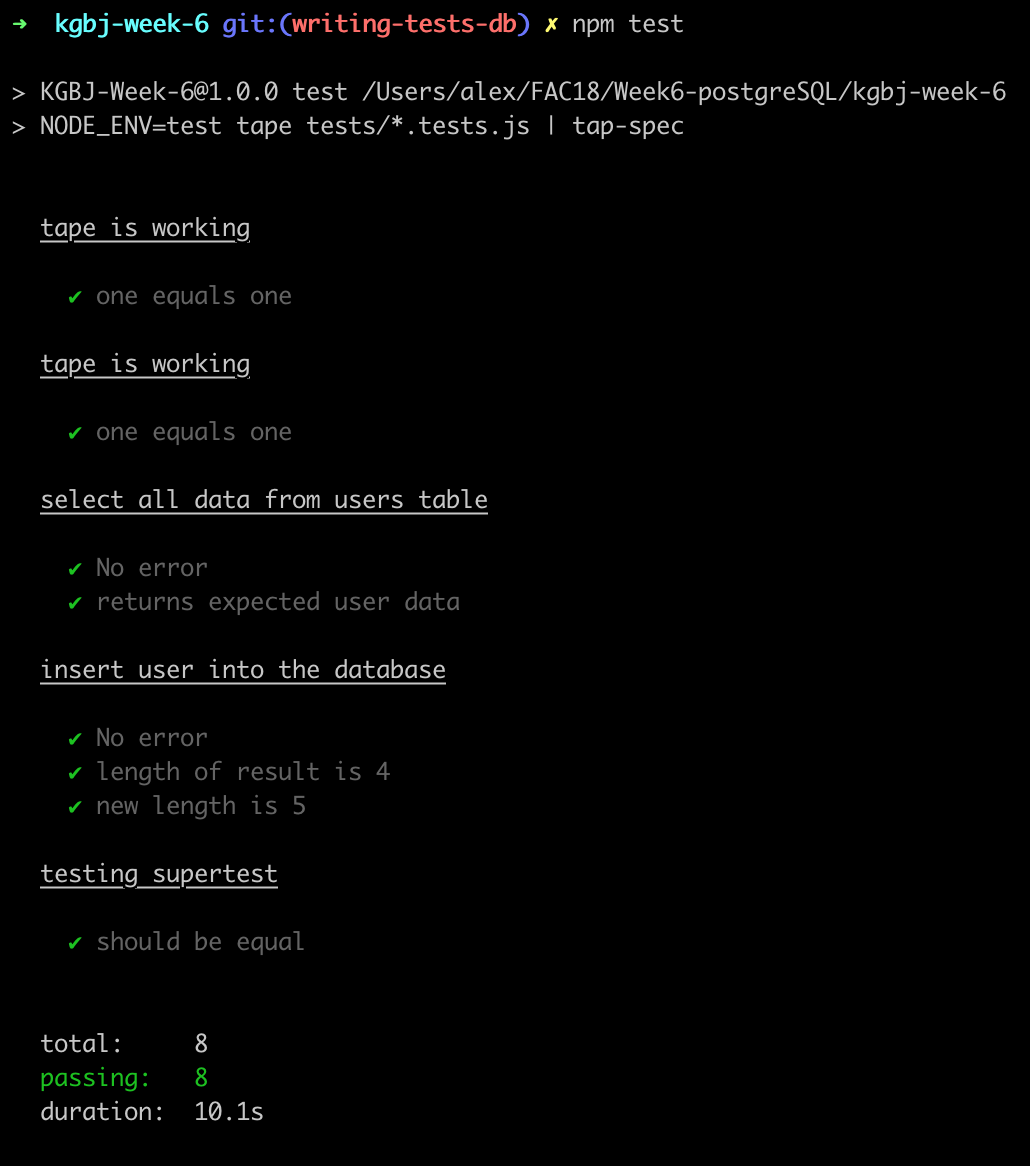 ➜ kgbj-week-6 git:(writing-tests-db) ✗ npm test
> KGBJ-Week-6@1.0.0 test /Users/alex/FAC18/Week6-postgreSQL/kgbj-week-6
> NODE_ENV=test tape tests/*.tests.js | tap-spec
tape is working
✔ one equals one
tape is working
✔ one equals one
select all data from users table
✔ No error
✔ returns expected user data
insert user into the database
✔ No error
✔ length of result is 4
✔ new length is 5
testing supertest
✔ should be equal
total: 8
passing: 8
duration: 10.1s